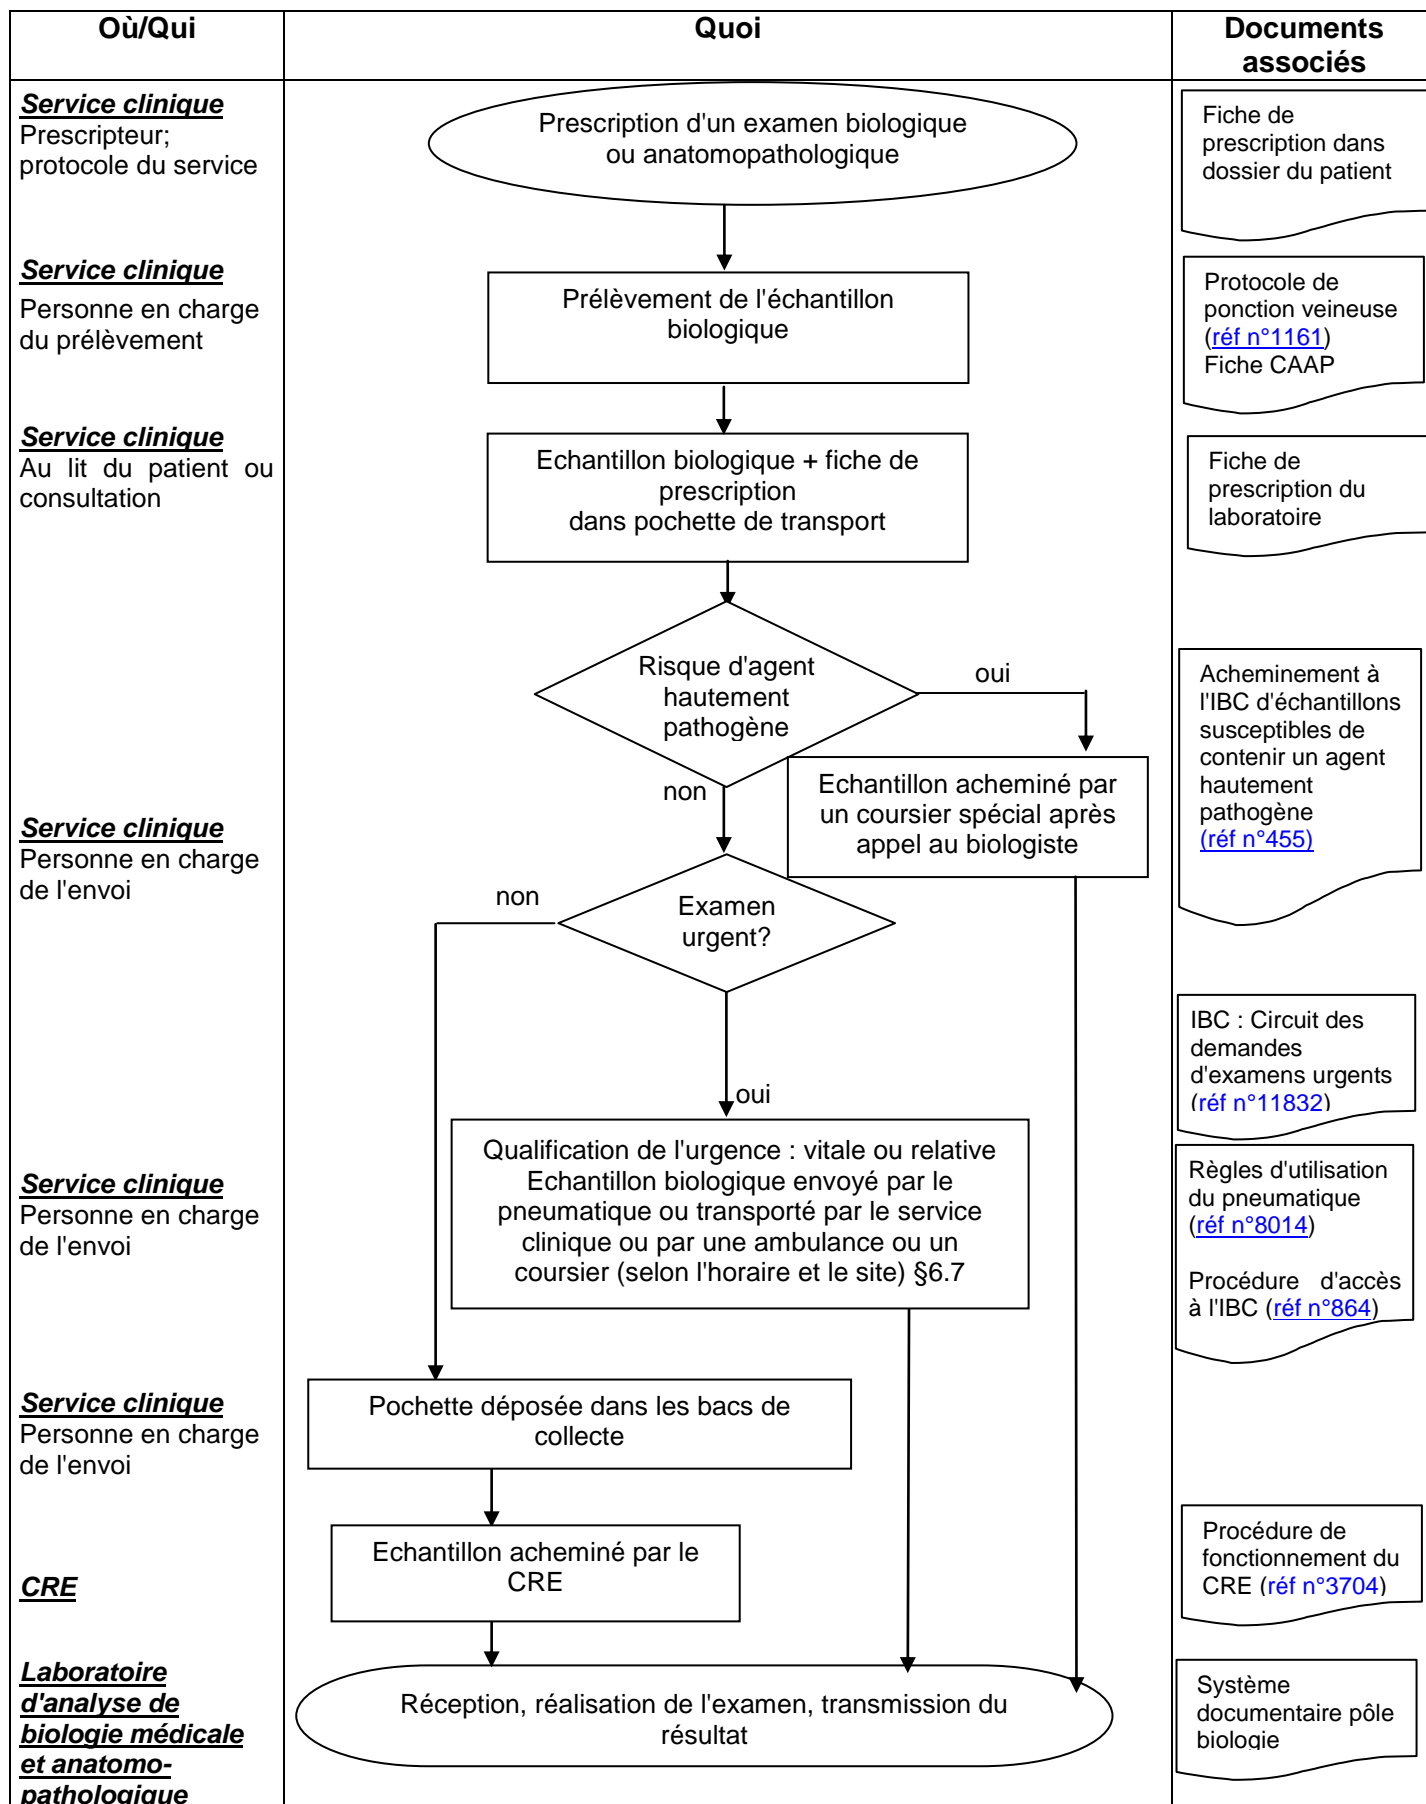 Où/Qui
Quoi
Documents
associés
Service clinique
Prescripteur;
protocole du service
Prescription d'un examen biologique
ou anatomopathologique
Fiche de
prescription dans
dossier du patient
Service clinique
Personne en charge
du prélèvement
Prélèvement de l'échantillon
biologique
Protocole de
ponction veineuse
(réf n°1161)
Fiche CAAP
Service clinique
Au lit du patient ou
consultation
Echantillon biologique + fiche de
prescription
dans pochette de transport
Fiche de
prescription du
laboratoire
Risque d'agent
hautement
pathogène
oui
non
Echantillon acheminé par
un coursier spécial après
appel au biologiste
Acheminement à
l'IBC d'échantillons
susceptibles de
contenir un agent
hautement
pathogène
(réf n°455)
Service clinique
Personne en charge
de l'envoi
non
Examen
urgent?
oui
IBC : Circuit des
demandes
d'examens urgents
(réf n°11832)
Service clinique
Personne en charge
de l'envoi
Qualification de l'urgence : vitale ou relative
Echantillon biologique envoyé par le
pneumatique ou transporté par le service
clinique ou par une ambulance ou un
coursier (selon l'horaire et le site) §6.7
Règles d'utilisation
du pneumatique
(réf n°8014)
Procédure d'accès
à l'IBC (réf n°864)
Service clinique
Personne en charge
de l'envoi
Pochette déposée dans les bacs de
collecte
CRE
Echantillon acheminé par le
CRE
Procédure de
fonctionnement du
CRE (réf n°3704)
Laboratoire
d'analyse de
biologie médicale
et anatomo-
pathologique
Réception, réalisation de l'examen, transmission du
résultat
Système
documentaire pôle
biologie